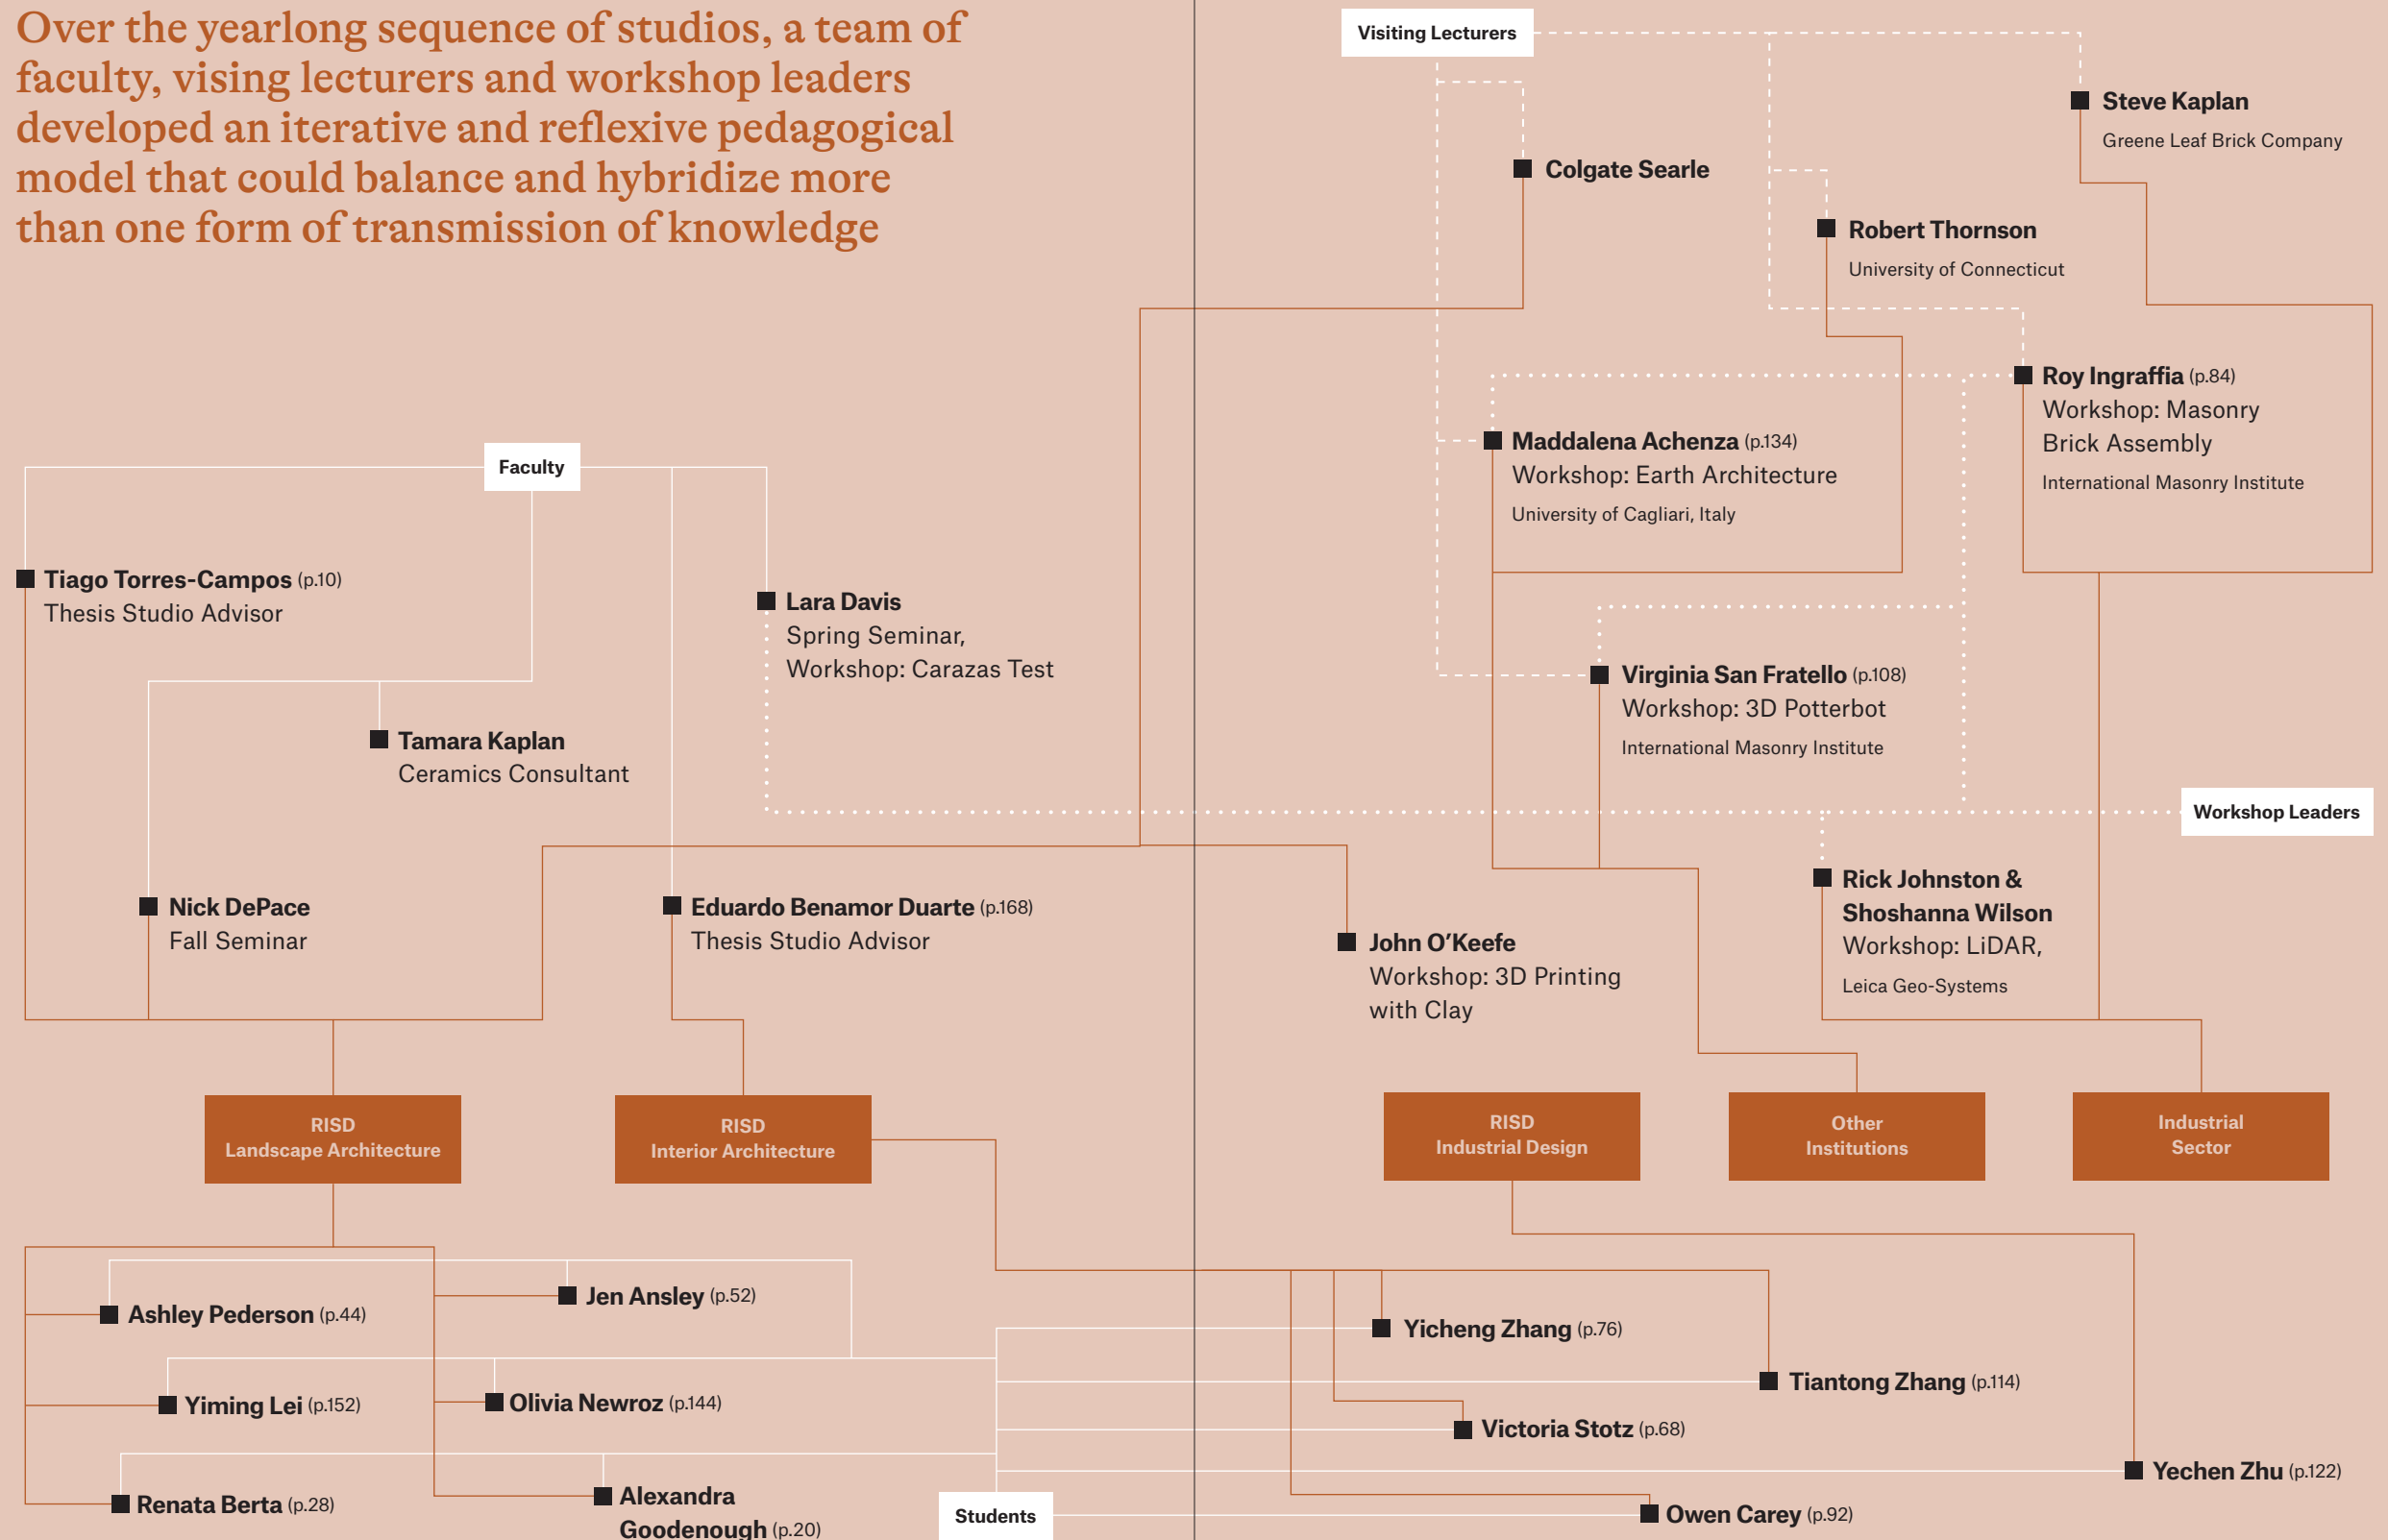 Over the yearlong sequence of studios, a team of
faculty, vising lecturers and workshop leaders
developed an iterative and reflexive pedagogical
model that could balance and hybridize more
than one form of transmission of knowledge
Visiting Lecturers
Steve Kaplan
Greene Leaf Brick Company
Colgate Searle
Robert Thornson
University of Connecticut
Roy Ingraffia (p.84)
Workshop: Masonry
Brick Assembly
International Masonry Institute
Maddalena Achenza (p.134)
Workshop: Earth Architecture
University of Cagliari, Italy
Faculty
Tiago Torres-Campos (p.10)
Thesis Studio Advisor
Lara Davis
Spring Seminar,
Workshop: Carazas Test
Virginia San Fratello (p.108)
Workshop: 3D Potterbot
International Masonry Institute
Tamara Kaplan
Ceramics Consultant
Workshop Leaders
Nick DePace
Fall Seminar
Eduardo Benamor Duarte (p.168)
Thesis Studio Advisor
John O’Keefe
Workshop: 3D Printing
with Clay
Rick Johnston &
Shoshanna Wilson
Workshop: LiDAR,
Leica Geo-Systems
RISD
Landscape Architecture
RISD
Interior Architecture
RISD
Industrial Design
Other
Institutions
Industrial
Sector
Ashley Pederson (p.44)
Jen Ansley (p.52)
Yicheng Zhang (p.76)
Tiantong Zhang (p.114)
Yiming Lei (p.152)
Olivia Newroz (p.144)
Victoria Stotz (p.68)
Yechen Zhu (p.122)
Renata Berta (p.28)
Alexandra
Goodenough (p.20)
Students
Owen Carey (p.92)